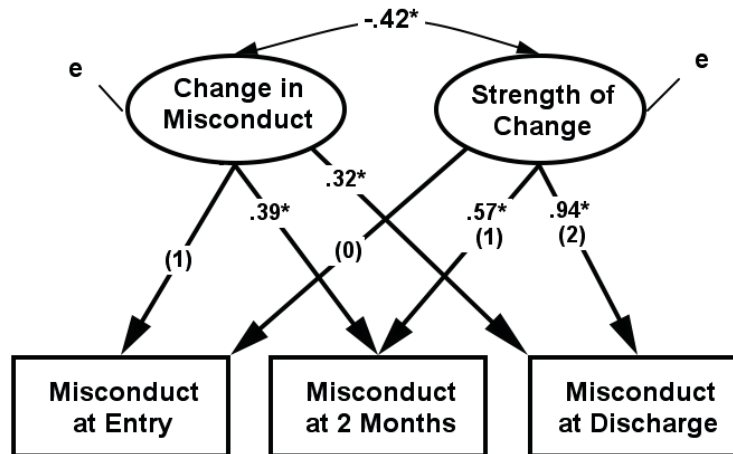 -.42*
e
e
Change in
Misconduct
Strength of
Change
.32*
.39*
.57*
(1)
.94*
(2)
(1)
(0)
Misconduct
at Entry
Misconduct
at 2 Months
Misconduct
at Discharge